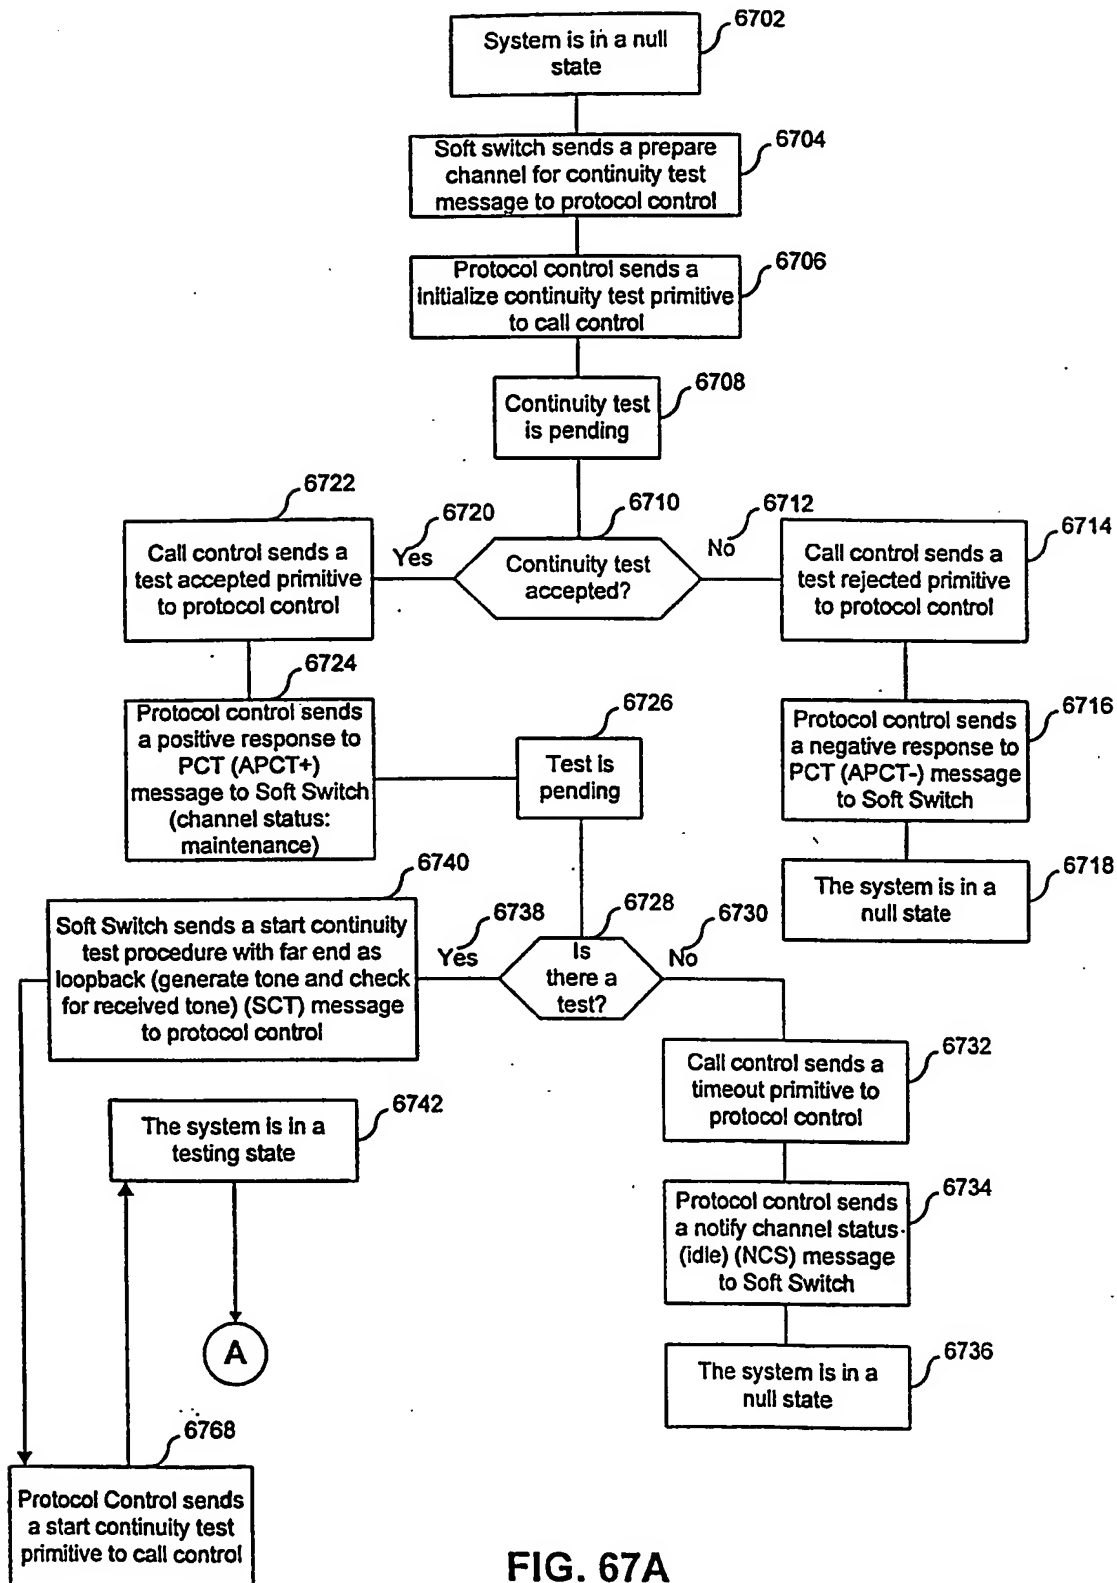 6702
System is in a null
state
6704
Soft switch sends a prepare
channel for continuity test
message to protocol control
6706
Protocol control sends a
initialize continuity test primitive
to call control
6708
Continuity test
is pending
6710
Continuity test
accepted?
6720
Yes
6712
No
6722
Call control sends a
test accepted primitive
to protocol control
6714
Call control sends a
test rejected primitive
to protocol control
6724
Protocol control sends
a positive response to
PCT (APCT+)
message to Soft Switch
(channel status:
maintenance)
6726
Test is
pending
6716
Protocol control sends
a negative response to
PCT (APCT-) message
to Soft Switch
6718
The system is in a
null state
6728
Is
there a
test?
6738
Yes
6730
No
6740
Soft Switch sends a start continuity
test procedure with far end as
loopback (generate tone and check
for received tone) (SCT) message
to protocol control
6732
Call control sends a
timeout primitive to
protocol control
6742
The system is in a
testing state
6734
Protocol control sends
a notify channel status
(idle) (NCS) message
to Soft Switch
A
6736
The system is in a
null state
6768
Protocol Control sends
a start continuity test
primitive to call control
FIG. 67A